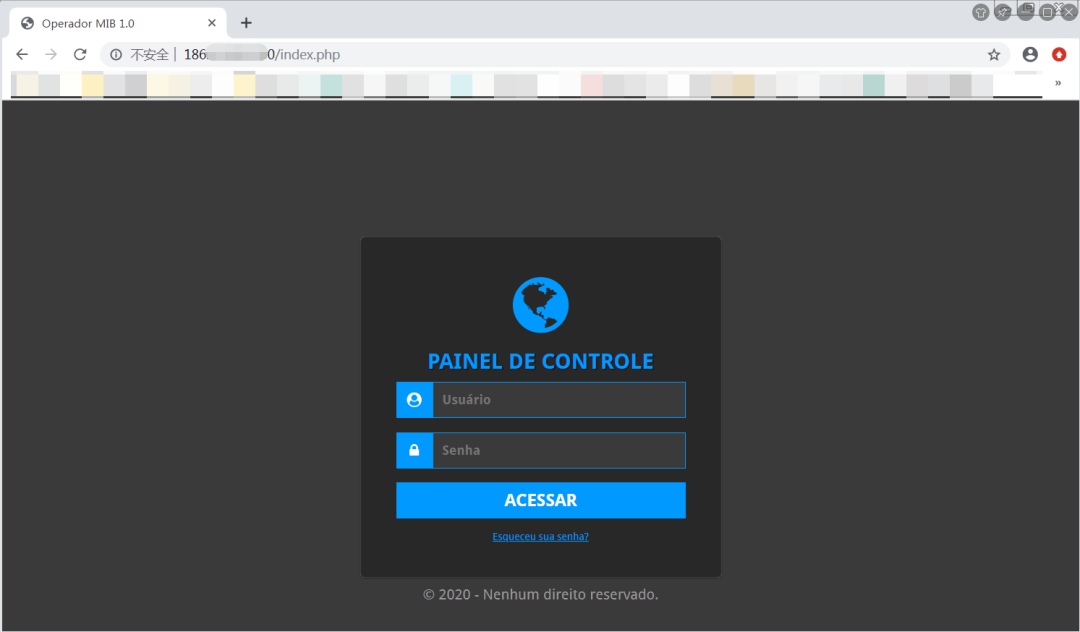 Operador MIB 1.0
不安全 | 186 0/index.php
PAINEL DE CONTROLE
Usuário
Senha
ACESSAR
Esqueceu sua senha?
© 2020 - Nenhum direito reservado.